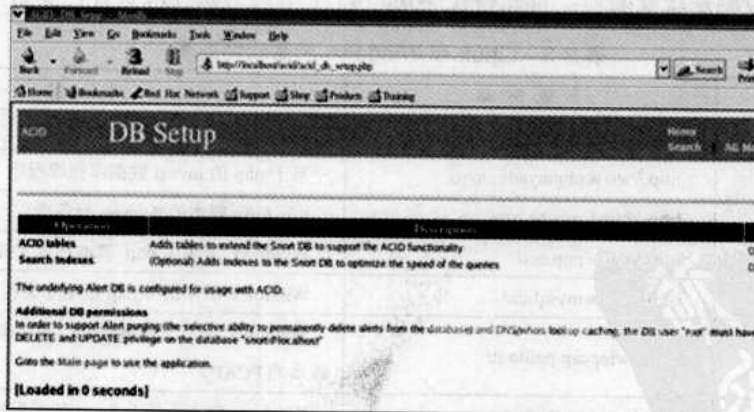 ACID DB Setup - Mozilla
File Edit View Go Bookmarks Tools Window Help
Back Forward Reload Stop http://localhost/acid/acid_db_setup.php Search
Home Bookmarks Red Hat Network Support Shop Products Training
ACID DB Setup Home
Search
Operation Description
ACID tables Adds tables to extend the Snort DB to support the ACID functionality
Search Indexes (Optional) Adds indexes to the Snort DB to optimize the speed of the queries
The underlying Alert DB is configured for usage with ACID.
Additional DB permissions
In order to support Alert purging (the selective ability to permanently delete alerts from the database) and DNS/whois lookup caching, the DB user "root" must have
DELETE and UPDATE privilege on the database "snort@localhost"
Goto the Main page to use the application.
[Loaded in 0 seconds]